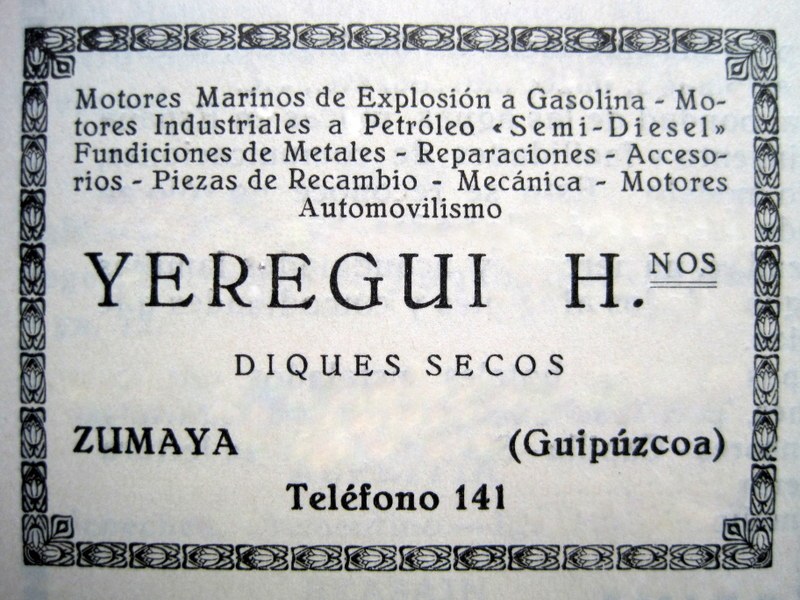 Motores Marinos de Explosión a Gasolina - Mo-
tores Industriales a Petróleo «Semi-Diesel»
Fundiciones de Metales - Reparaciones - Acceso-
rios - Piezas de Recambio - Mecánica - Motores
Automovilismo
YEREGUI H.NOS
DIQUES SECOS
ZUMAYA (Guipúzcoa)
Teléfono 141